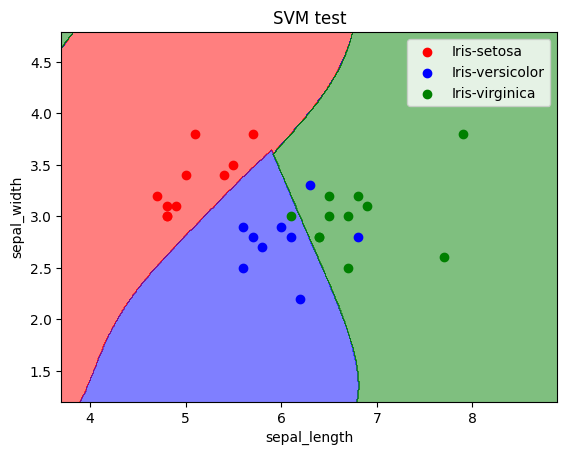 SVM test
Iris-setosa
Iris-versicolor
Iris-virginica
4.5
4.0
3.5
3.0
2.5
2.0
1.5
sepal_width
4 5 6 7 8
sepal_length